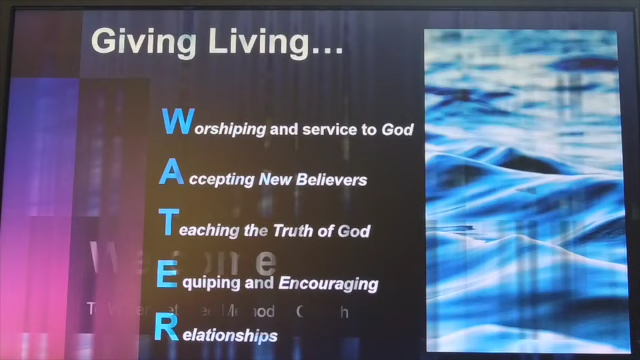 Giving Living...
Worshiping and service to God
Accepting New Believers
Teaching the Truth of God
Welcome
Equiping and Encouraging
Relationships